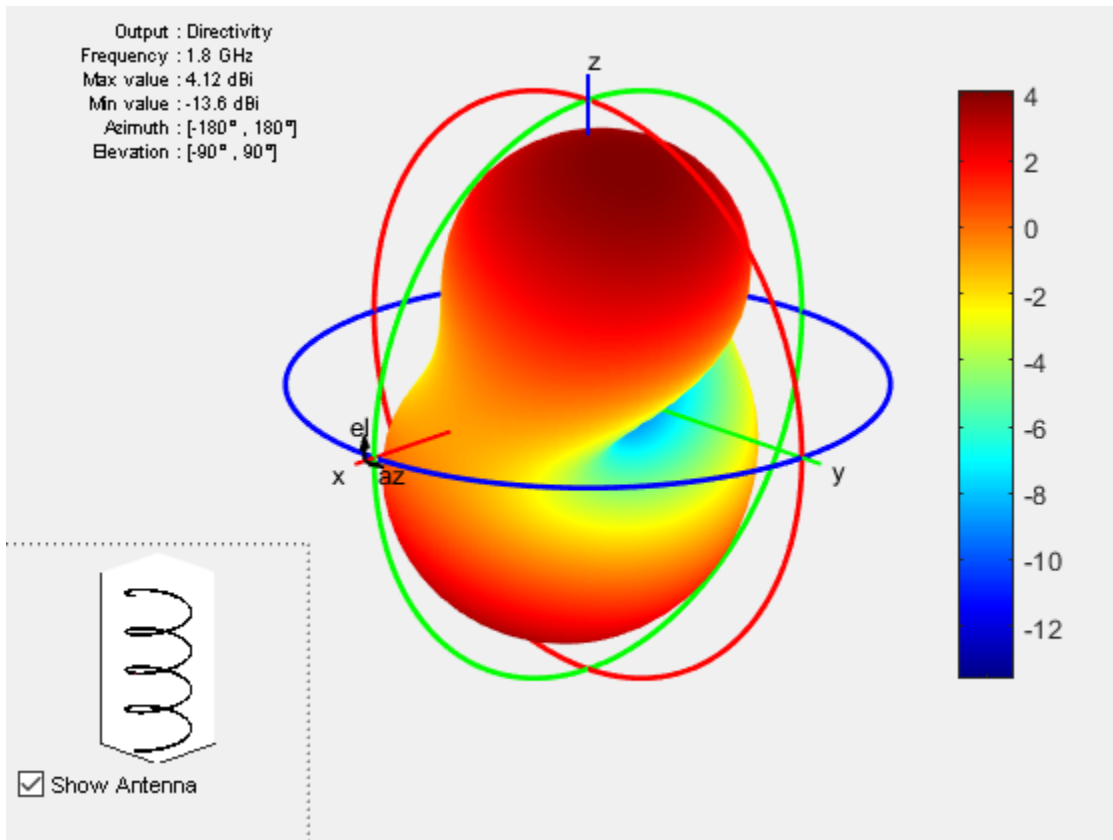 Output : Directivity
Frequency : 1.8 GHz
Max value : 4.12 dBi
Min value : -13.6 dBi
Azimuth : [-180° , 180°]
Elevation : [-90° , 90°]
z
4
2
0
-2
-4
-6
-8
-10
-12
el
x
az
y
Show Antenna